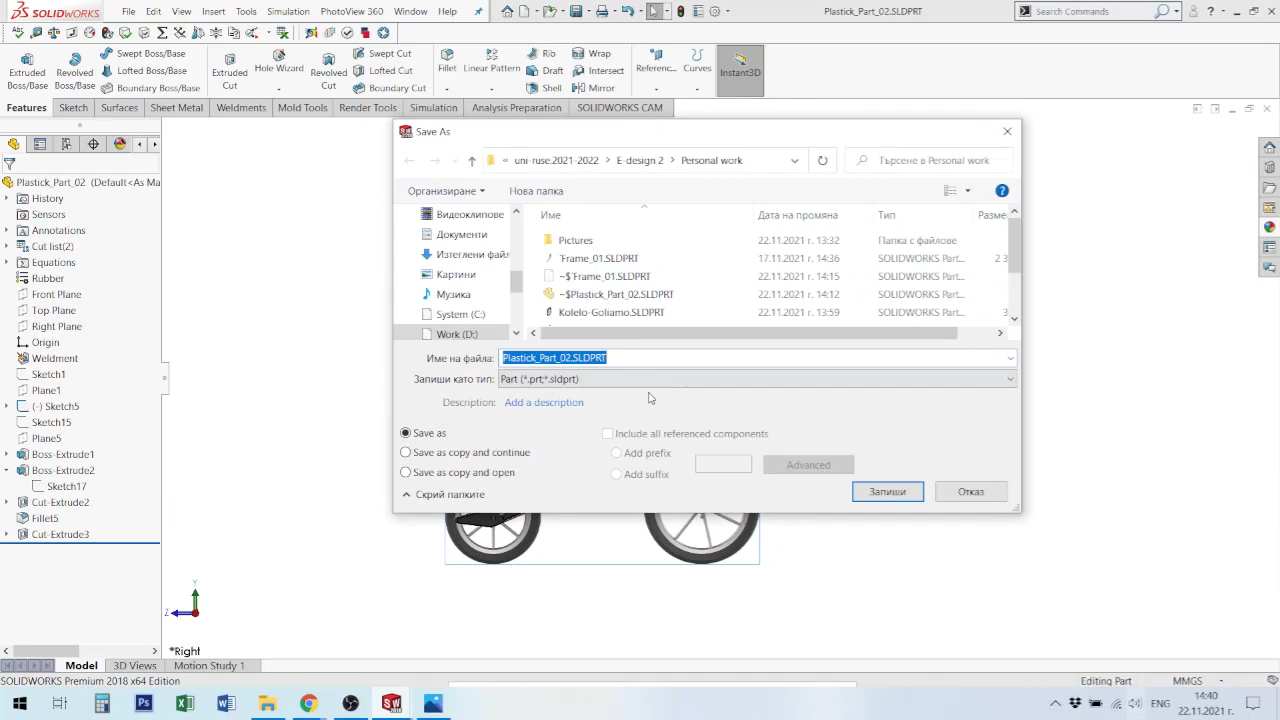 SOLIDWORKS File Edit View Insert Tools Simulation PhotoView 360 Window Help Plastick_Part_02.SLDPRT Search Commands
Extruded Boss/Base
Revolved Boss/Base
Swept Boss/Base
Lofted Boss/Base
Boundary Boss/Base
Extruded Cut
Hole Wizard
Revolved Cut
Swept Cut
Lofted Cut
Boundary Cut
Fillet
Linear Pattern
Rib
Draft
Shell
Wrap
Intersect
Mirror
Referenc...
Curves
Instant3D
Features Sketch Surfaces Sheet Metal Weldments Mold Tools Render Tools Simulation Analysis Preparation SOLIDWORKS CAM
Plastick_Part_02 (Default<As Ma
History
Sensors
Annotations
Cut list(2)
Equations
Rubber
Front Plane
Top Plane
Right Plane
Origin
Weldment
Sketch1
Plane1
(-) Sketch5
Sketch15
Plane5
Boss-Extrude1
Boss-Extrude2
Sketch17
Cut-Extrude2
Fillet5
Cut-Extrude3
Save As
« uni-ruse.2021-2022 > E-design 2 > Personal work Търсене в Personal work
Организиране Нова папка
Видеоклипове
Документи
Изтеглени файл
Картини
Музика
System (C:)
Work (D:)
Име Дата на промяна Тип Разме
Pictures 22.11.2021 г. 13:32 Папка с файлове
`Frame_01.SLDPRT 17.11.2021 г. 14:36 SOLIDWORKS Part... 2 3
~$`Frame_01.SLDPRT 22.11.2021 г. 14:15 SOLIDWORKS Part...
~$Plastick_Part_02.SLDPRT 22.11.2021 г. 14:12 SOLIDWORKS Part...
Kolelo-Goliamo.SLDPRT 22.11.2021 г. 13:59 SOLIDWORKS Part... 3
Име на файла: Plastick_Part_02.SLDPRT
Запиши като тип: Part (*.prt;*.sldprt)
Description: Add a description
Save as
Save as copy and continue
Save as copy and open
Include all referenced components
Add prefix
Add suffix
Advanced
Скрий папките
Запиши Отказ
Y
Z
*Right
Model 3D Views Motion Study 1
SOLIDWORKS Premium 2018 x64 Edition Editing Part MMGS
ENG
14:40
22.11.2021 г.